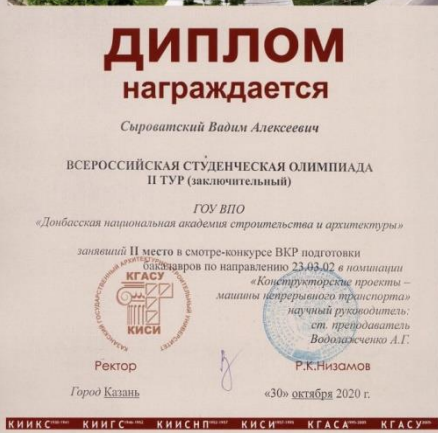 ДИПЛОМ
награждается
Сыроватский Вадим Алексеевич
ВСЕРОССИЙСКАЯ СТУДЕНЧЕСКАЯ ОЛИМПИАДА
II ТУР (заключительный)
ГОУ ВПО
«Донбасская национальная академия строительства и архитектуры»
занявший II место в смотре-конкурсе ВКР подготовки
бакалавров по направлению 23.03.02 в номинации
«Конструкторские проекты –
машины непрерывного транспорта»
научный руководитель:
ст. преподаватель
Водолажченко А.Г.
КГАСУ
КИСИ
Ректор
Р.К.Низамов
Город Казань
«30» октября 2020 г.
КИИКС КИИГС КИИСНП КИСИ КГАСА КГАСУ